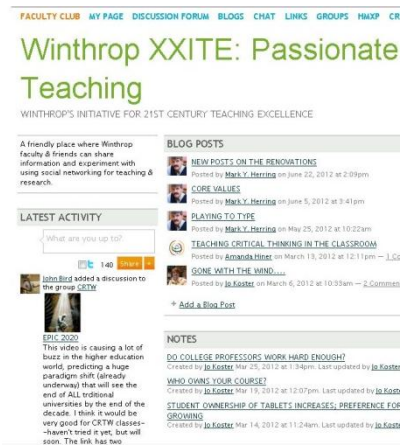 FACULTY CLUB MY PAGE DISCUSSION FORUM BLOGS CHAT LINKS GROUPS HMXP CR
Winthrop XXITE: Passionate
Teaching
WINTHROP'S INITIATIVE FOR 21ST CENTURY TEACHING EXCELLENCE
A friendly place where Winthrop
faculty & friends can share
information and experiment with
using social networking for teaching &
research.
LATEST ACTIVITY
What are you up to?
140 Share +
John Bird added a discussion to
the group CRTW
EPIC 2020
This video is causing a lot of
buzz in the higher education
world, predicting a huge
paradigm shift (already
underway) that will see the
end of ALL trditional
universities by the end of the
decade. I think it would be
very good for CRTW classes-
-haven't tried it yet, but will
soon. The link has two
BLOG POSTS
NEW POSTS ON THE RENOVATIONS
Posted by Mark Y. Herring on June 22, 2012 at 2:09pm
CORE VALUES
Posted by Mark Y. Herring on June 5, 2012 at 3:41pm
PLAYING TO TYPE
Posted by Mark Y. Herring on May 25, 2012 at 10:22am
TEACHING CRITICAL THINKING IN THE CLASSROOM
Posted by Amanda Hiner on March 13, 2012 at 12:11pm — 1 Co
GONE WITH THE WIND....
Posted by Jo Koster on March 6, 2012 at 10:33am — 2 Commen
+ Add a Blog Post
NOTES
DO COLLEGE PROFESSORS WORK HARD ENOUGH?
Created by Jo Koster Mar 25, 2012 at 1:34pm. Last updated by Jo Koste
WHO OWNS YOUR COURSE?
Created by Jo Koster Mar 19, 2012 at 12:07pm. Last updated by Jo Kost
STUDENT OWNERSHIP OF TABLETS INCREASES; PREFERENCE FOR
GROWING
Created by Jo Koster Mar 14, 2012 at 11:24am. Last updated by Jo Kost